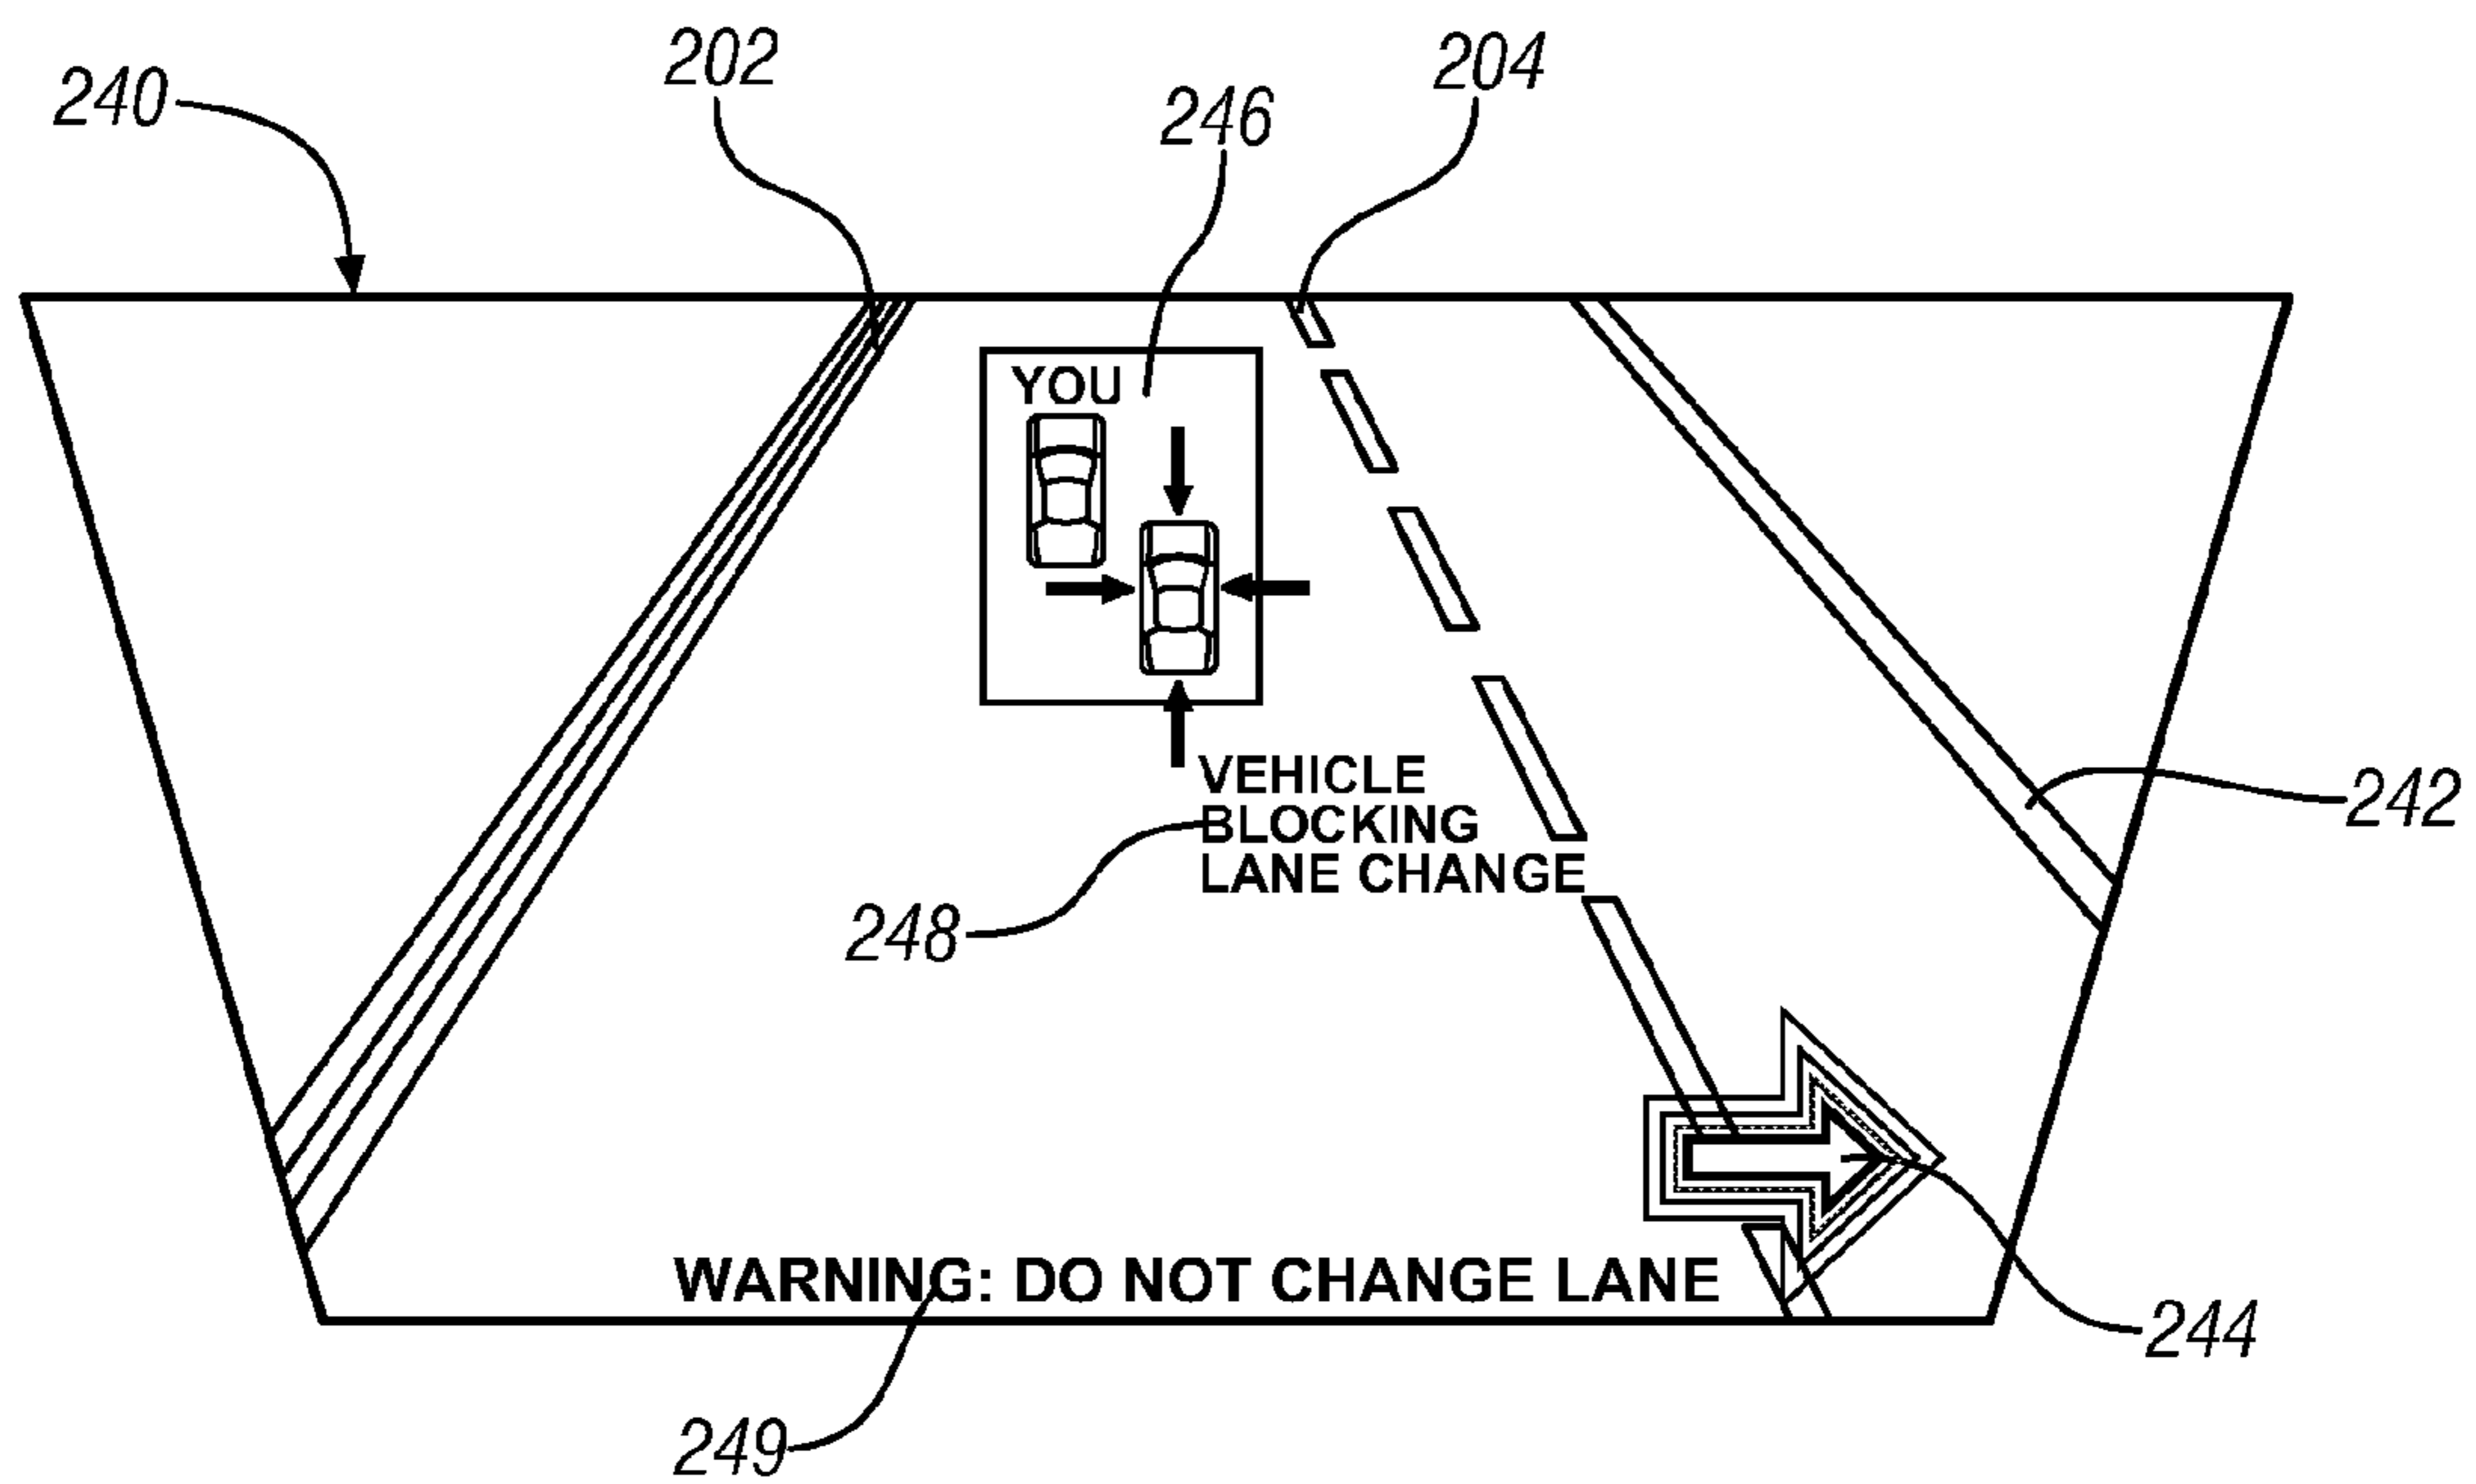 202
204
240
246
YOU
VEHICLE
BLOCKING
LANE CHANGE
242
248
WARNING: DO NOT CHANGE LANE
244
249